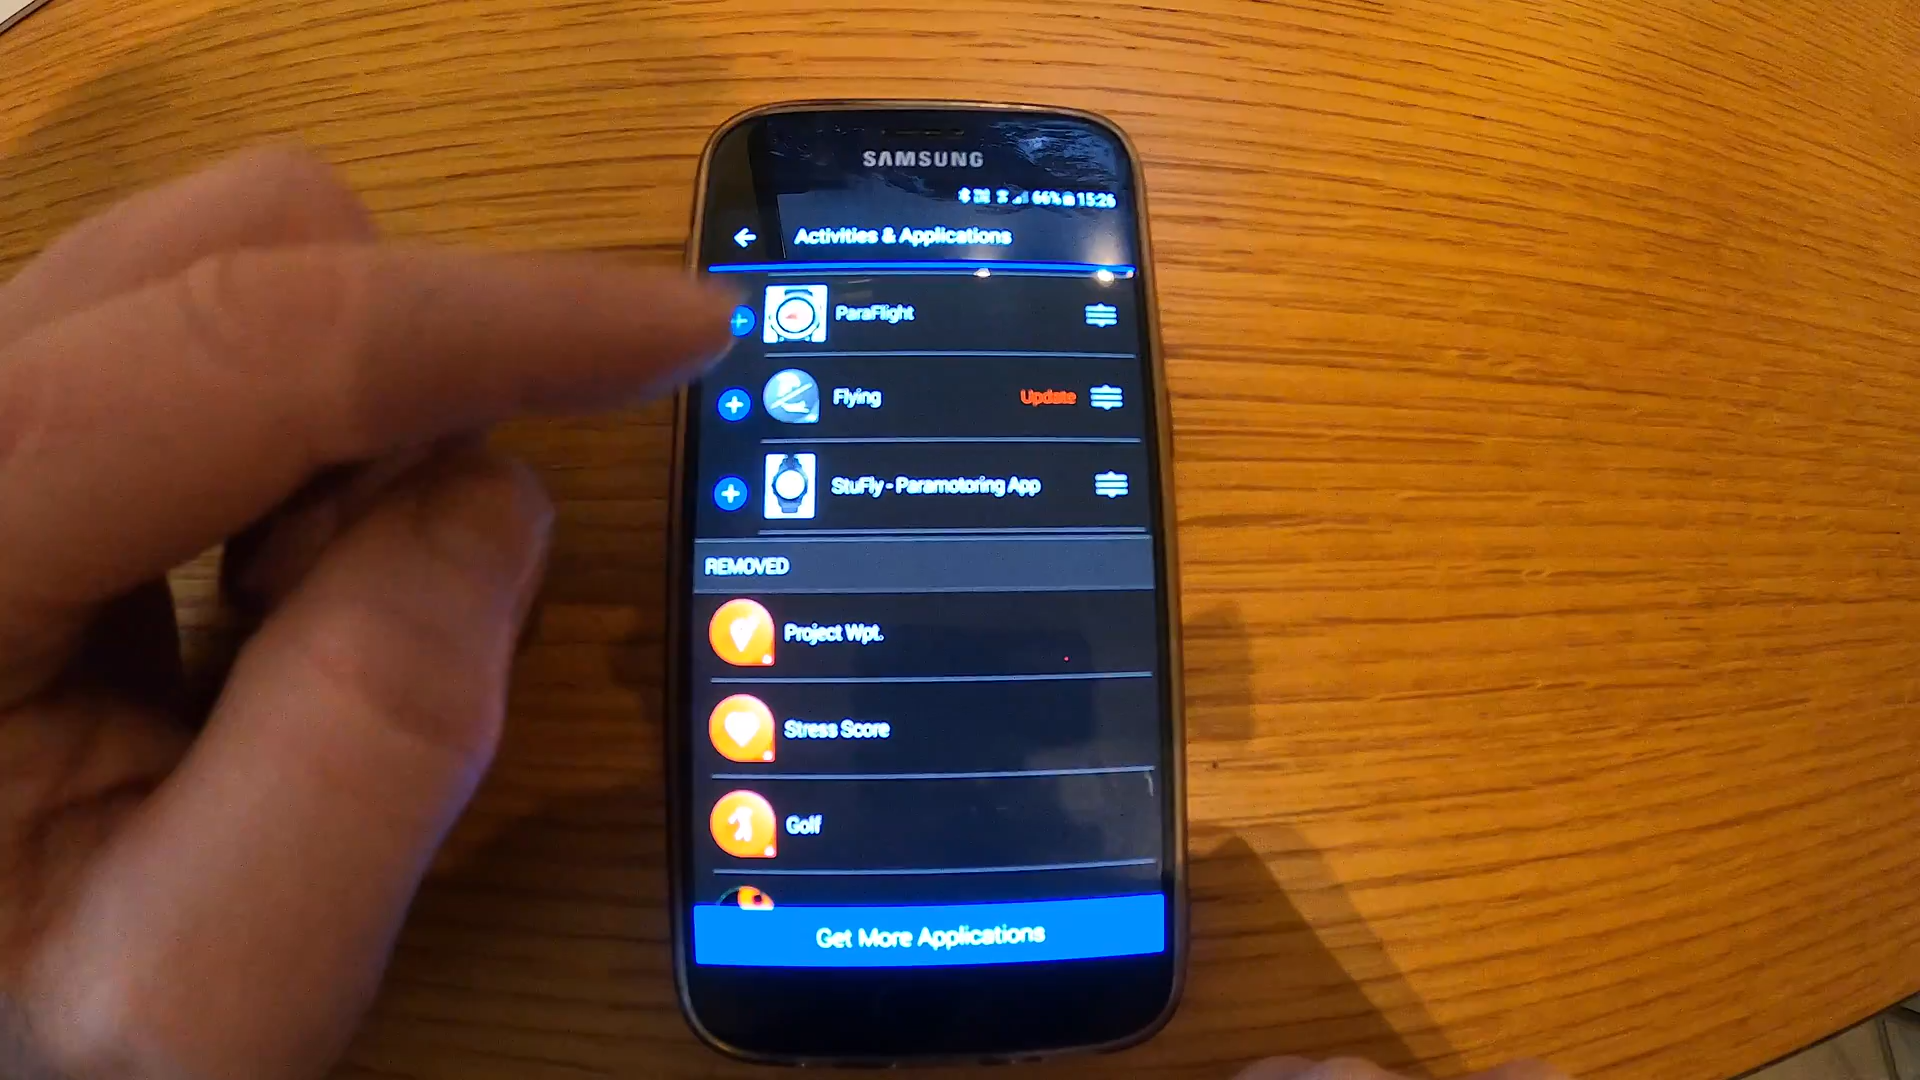 SAMSUNG
66% 15:26
Activities & Applications
ParaFlight
Flying Update
StuFly - Paramotoring App
REMOVED
Project Wpt.
Stress Score
Golf
Get More Applications